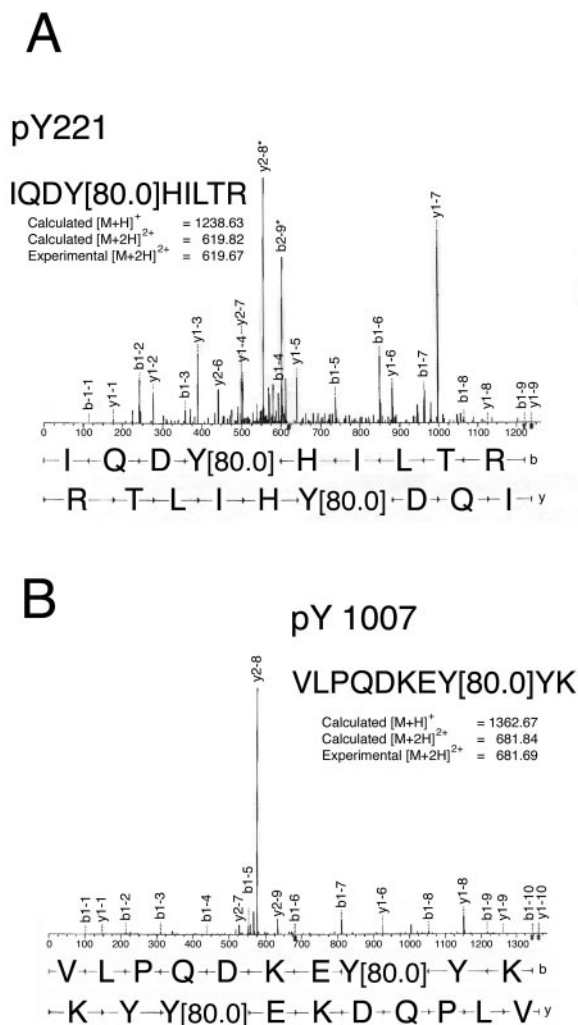 A
pY221
IQDY[80.0]HILTR
Calculated [M+H]+ = 1238.63
Calculated [M+2H]2+ = 619.82
Experimental [M+2H]2+ = 619.67
b-1-1
y1-1
b1-2
y1-2
b1-3
y1-3
y2-6
y1-4
y2-7
y2-8*
b1-4
b2-9*
y1-5
b1-5
b1-6
y1-6
b1-7
y1-7
b1-8
y1-8
b1-9
y1-9
0 100 200 300 400 500 700 800 900 1000 1100 1200
I Q D Y[80.0] H I L T R b
R T L I H Y[80.0] D Q I y
B
pY 1007
VLPQDKEY[80.0]YK
Calculated [M+H]+ = 1362.67
Calculated [M+2H]2+ = 681.84
Experimental [M+2H]2+ = 681.69
b1-1
y1-1
b1-2
b1-3
b1-4
y2-7
b1-5
y2-8
y2-9
b1-6
b1-7
y1-6
b1-8
y1-8
b1-9
y1-9
b1-10
y1-10
0 100 200 300 400 500 600 700 800 900 1000 1100 1200 1300
V L P Q D K E Y[80.0] Y K b
K Y Y[80.0] E K D Q P L V y